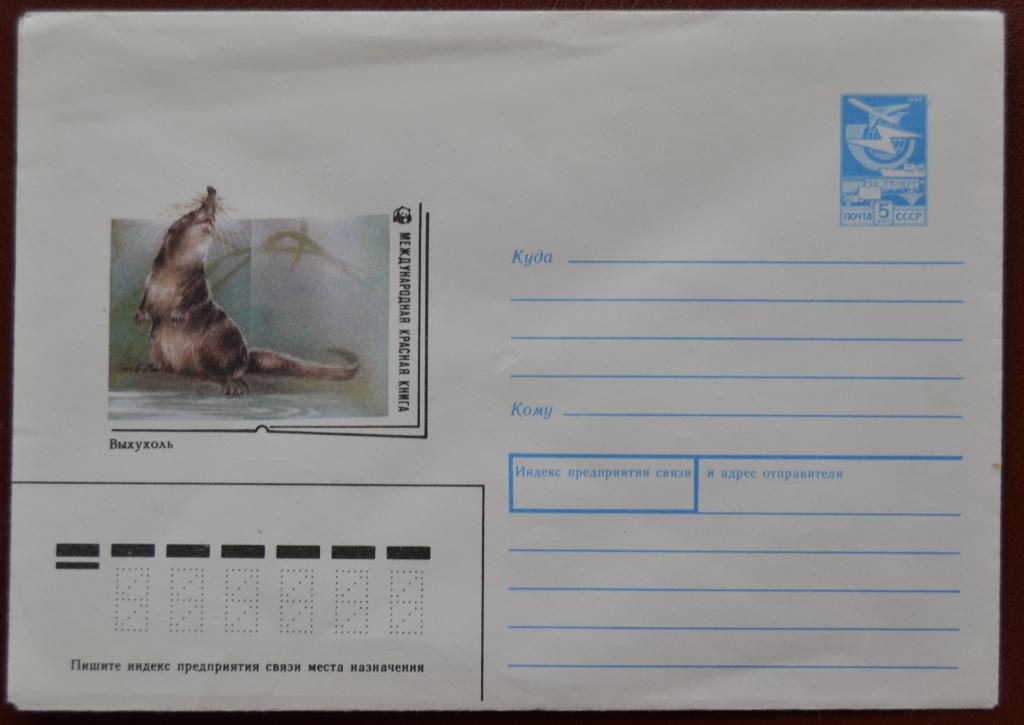 ПОЧТА 5 СССР
МЕЖДУНАРОДНАЯ КРАСНАЯ КНИГА
Выхухоль
Куда
Кому
Индекс предприятия связи и адрес отправителя
Пишите индекс предприятия связи места назначения